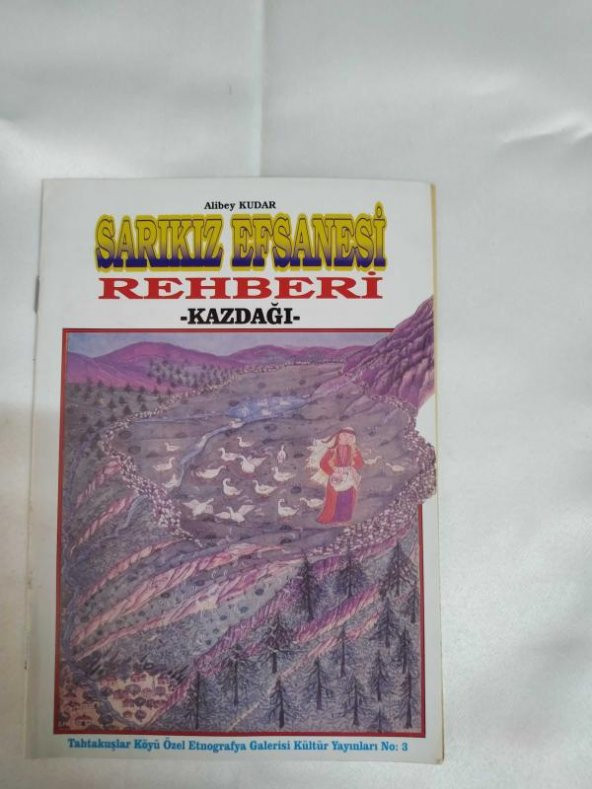 Alibey KUDAR
SARIKIZ EFSANESİ
REHBERİ
-KAZDAĞI-
Tahtakuşlar Köyü Özel Etnografya Galerisi Kültür Yayınları No: 3